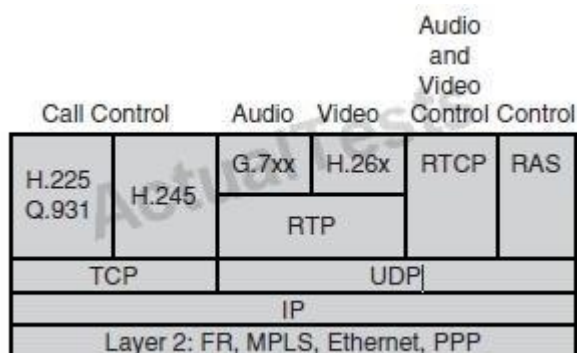 Audio
and
Video
Call Control Audio Video Control Control
H.225
Q.931
H.245
G.7xx H.26x RTCP RAS
RTP
TCP UDP
IP
Layer 2: FR, MPLS, Ethernet, PPP
ActualTests